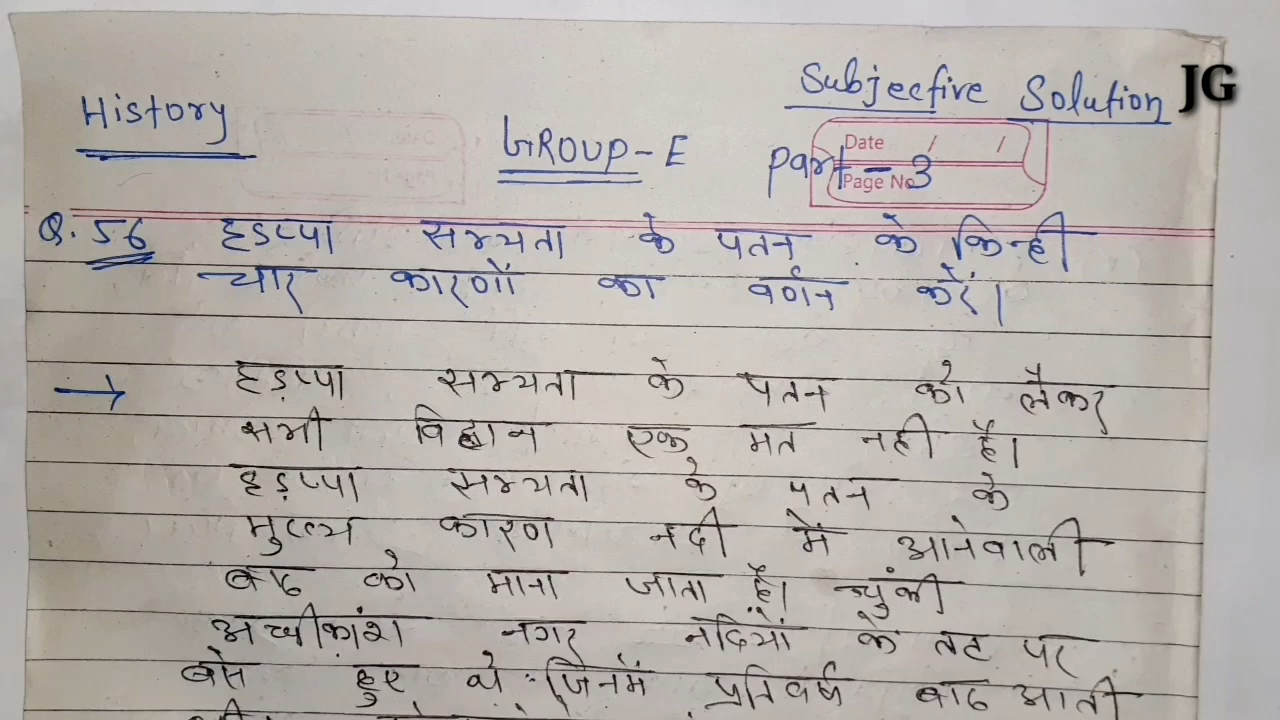 Subjective Solution JG
History
GROUP-E Part-3
Date / /
Page No
Q.56 हडप्पा सभ्यता के पतन के किन्ही
चार कारणों का वर्णन करें।
→ हड़प्पा सभ्यता के पतन को लेकर
सभी विद्वान एक मत नही है।
हड़प्पा सभ्यता के पतन के
मुख्य कारण नदी में आनेवाली
बाढ को माना जाता है। च्युंकी
अधीकांश नगर नदियों के तट पर
बसे हुए थे जिनमें प्रतिवर्ष बाढ आती